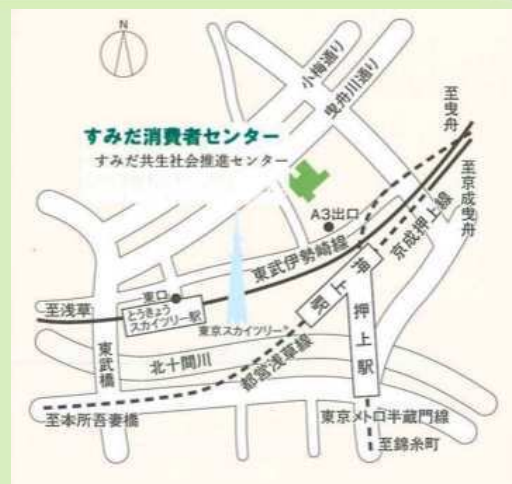 N
小梅通り
曳舟川通り
至曳舟
至京成曳舟
すみだ消費者センター
すみだ共生社会推進センター
A3出口
京成押上線
東武伊勢崎線
押上駅
押上駅
東口
とうきょう
スカイツリー駅
至浅草
東京スカイツリー®
東武橋
北十間川
都営浅草線
至本所吾妻橋
東京メトロ半蔵門線
至錦糸町